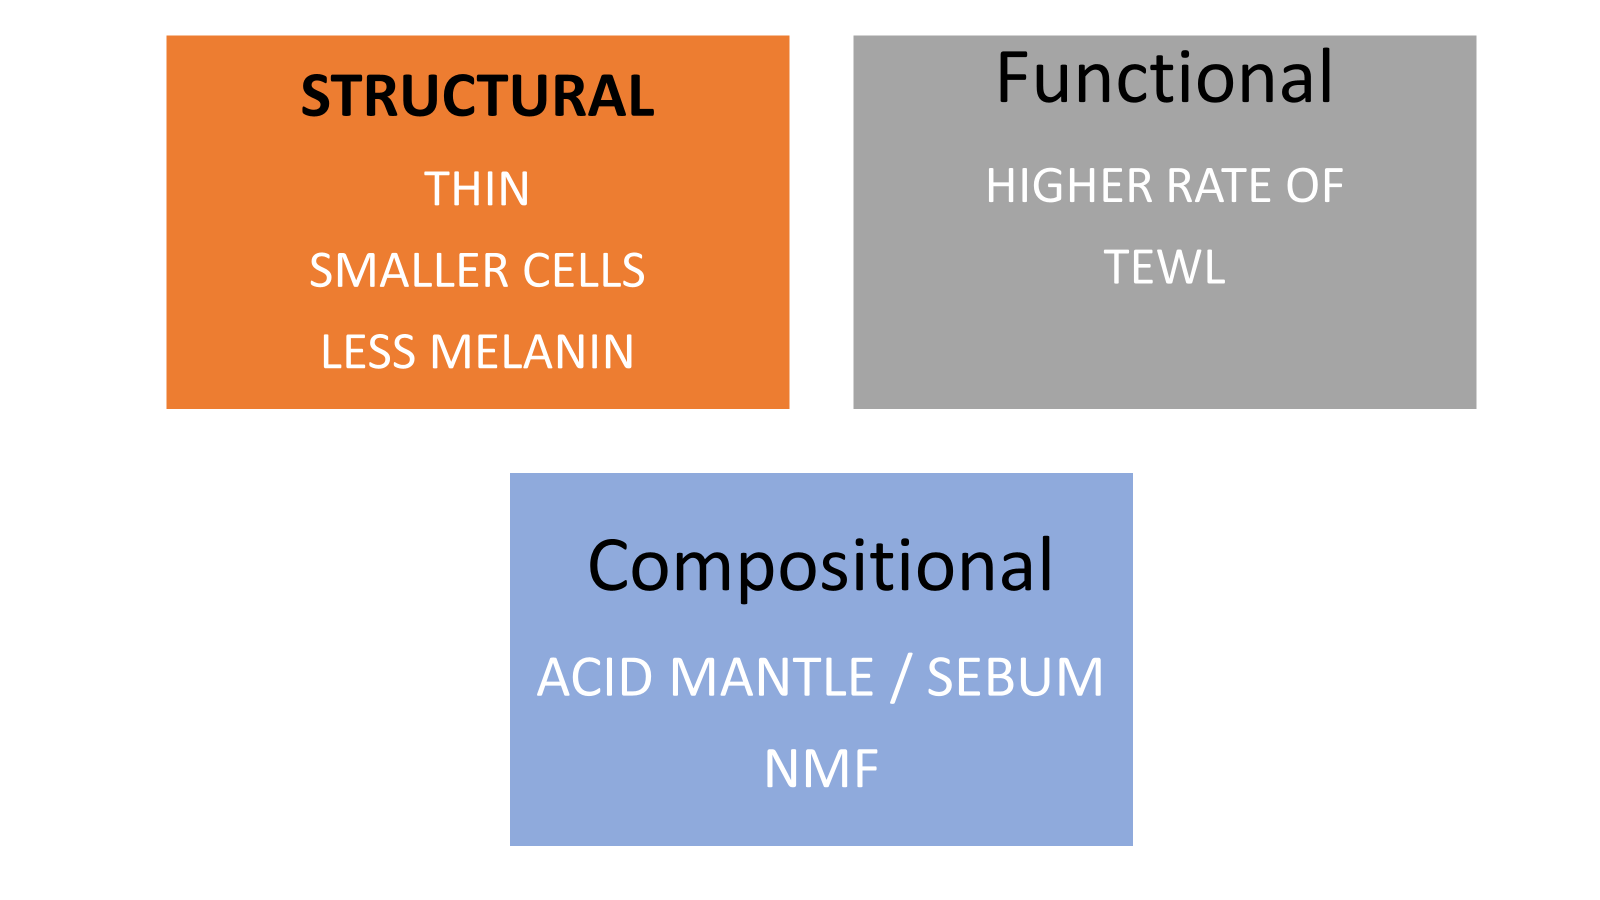 STRUCTURAL
THIN
SMALLER CELLS
LESS MELANIN
Functional
HIGHER RATE OF
TEWL
Compositional
ACID MANTLE / SEBUM
NMF